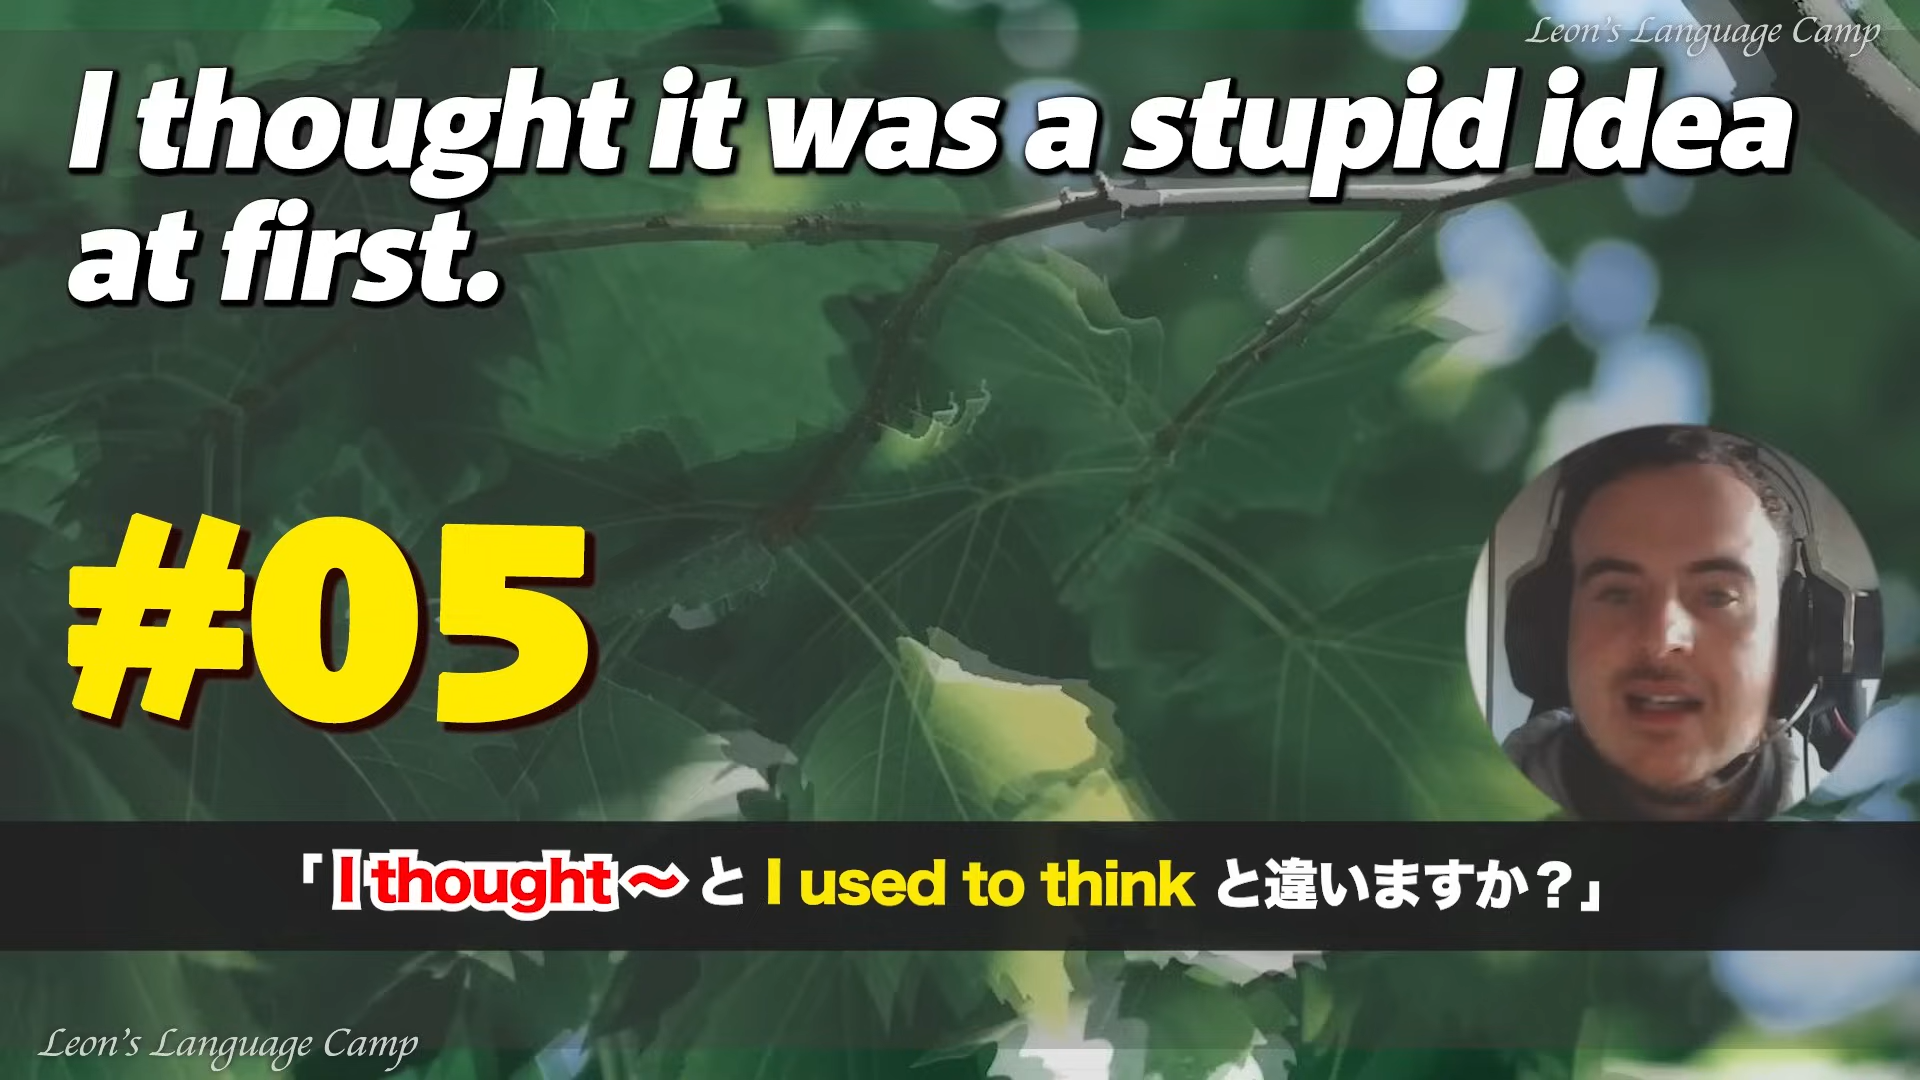 Leon's Language Camp
I thought it was a stupid idea
at first.
#05
「I thought〜と I used to think と違いますか？」
Leon's Language Camp